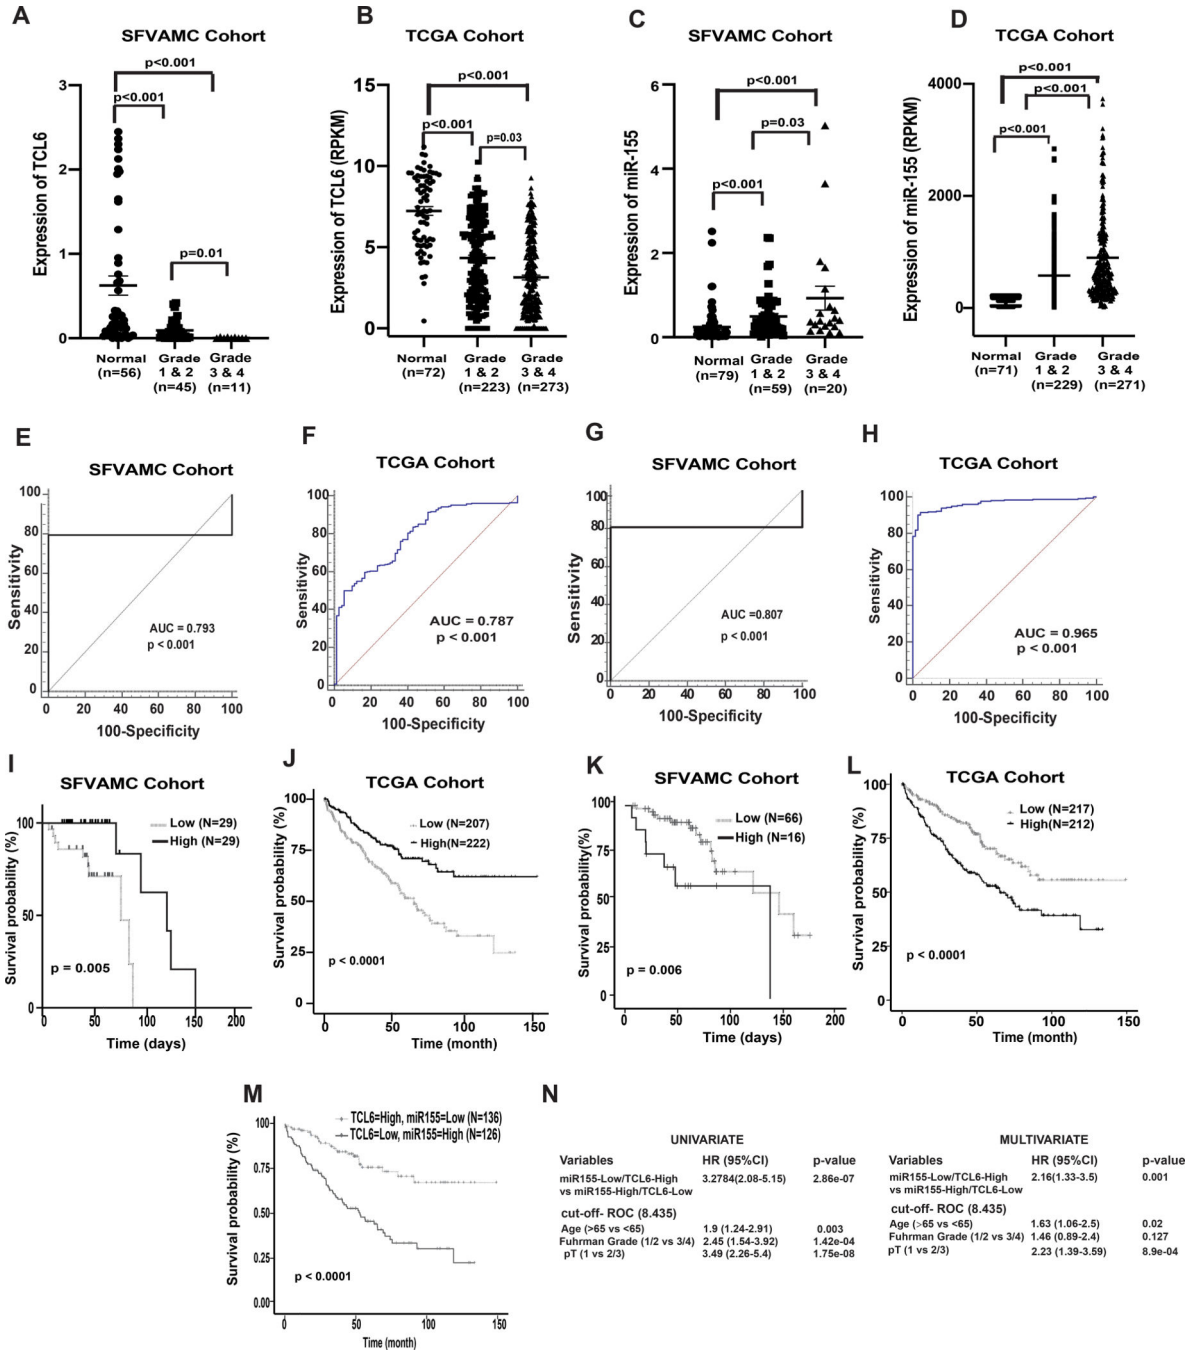 A
SFVAMC Cohort
p<0.001
p<0.001
p=0.01
Expression of TCL6
3
2
1
0
Normal (n=56)
Grade 1 & 2 (n=45)
Grade 3 & 4 (n=11)
B
TCGA Cohort
p<0.001
p<0.001
p=0.03
Expression of TCL6 (RPKM)
15
10
5
0
Normal (n=72)
Grade 1 & 2 (n=223)
Grade 3 & 4 (n=273)
C
SFVAMC Cohort
p<0.001
p=0.03
p<0.001
Expression of miR-155
6
4
2
0
Normal (n=79)
Grade 1 & 2 (n=59)
Grade 3 & 4 (n=20)
D
TCGA Cohort
p<0.001
p<0.001
p<0.001
Expression of miR-155 (RPKM)
4000
2000
0
Normal (n=71)
Grade 1 & 2 (n=229)
Grade 3 & 4 (n=271)
E
SFVAMC Cohort
Sensitivity
100
80
60
40
20
0
AUC = 0.793
p < 0.001
0 20 40 60 80 100
100-Specificity
F
TCGA Cohort
Sensitivity
100
80
60
40
20
0
AUC = 0.787
p < 0.001
0 20 40 60 80 100
100-Specificity
G
SFVAMC Cohort
Sensitivity
100
80
60
40
20
0
AUC =0.807
p < 0.001
0 20 40 60 80 100
100-Specificity
H
TCGA Cohort
Sensitivity
100
80
60
40
20
0
AUC = 0.965
p < 0.001
0 20 40 60 80 100
100-Specificity
I
SFVAMC Cohort
Low (N=29)
High (N=29)
Survival probability (%)
100
50
0
p = 0.005
0 50 100 150 200
Time (days)
J
TCGA Cohort
Low (N=207)
High(N=222)
Survival probability (%)
100
75
50
25
0
p < 0.0001
0 50 100 150
Time (month)
K
SFVAMC Cohort
Low (N=66)
High (N=16)
Survival probability(%)
100
75
50
25
0
p = 0.006
0 50 100 150 200
Time (days)
L
TCGA Cohort
Low (N=217)
High(N=212)
Survival probability (%)
100
75
50
25
0
p < 0.0001
0 50 100 150
Time (month)
M
TCL6=High, miR155=Low (N=136)
TCL6=Low, miR155=High (N=126)
Survival probability (%)
100
0.75
0.50
0.25
0.00
p < 0.0001
0 50 100 150
Time (month)
N
UNIVARIATE
Variables HR (95%CI) p-value
miR155-Low/TCL6-High 3.2784(2.08-5.15) 2.86e-07
vs miR155-High/TCL6-Low
cut-off- ROC (8.435)
Age (>65 vs <65) 1.9 (1.24-2.91) 0.003
Fuhrman Grade (1/2 vs 3/4) 2.45 (1.54-3.92) 1.42e-04
pT (1 vs 2/3) 3.49 (2.26-5.4) 1.75e-08
MULTIVARIATE
Variables HR (95%CI) p-value
miR155-Low/TCL6-High 2.16(1.33-3.5) 0.001
vs miR155-High/TCL6-Low
cut-off- ROC (8.435)
Age (>65 vs <65) 1.63 (1.06-2.5) 0.02
Fuhrman Grade (1/2 vs 3/4) 1.46 (0.89-2.4) 0.127
pT (1 vs 2/3) 2.23 (1.39-3.59) 8.9e-04